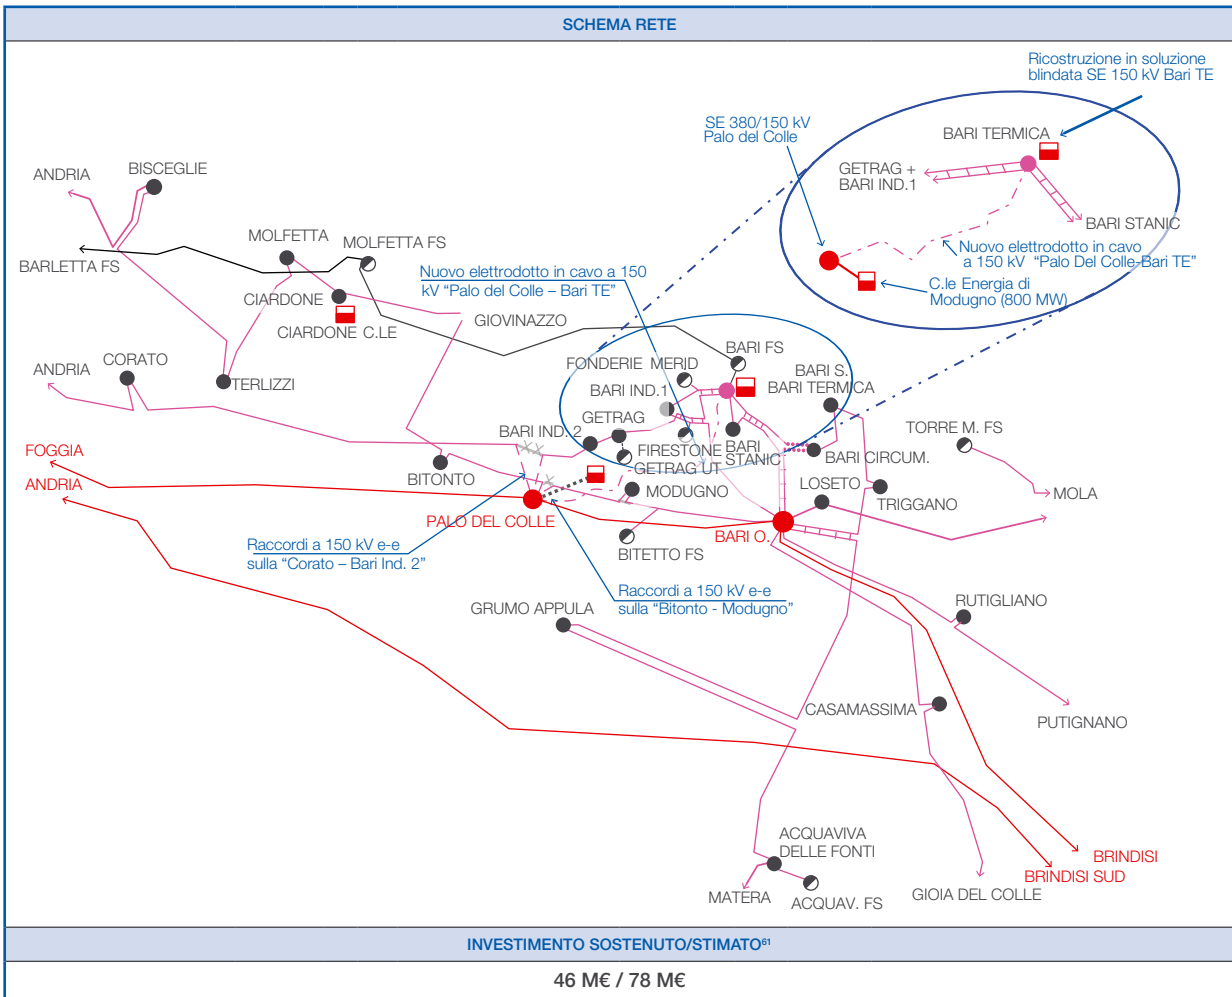 SCHEMA RETE
Ricostruzione in soluzione
blindata SE 150 kV Bari TE
SE 380/150 kV
Palo del Colle
BARI TERMICA
GETRAG +
BARI IND.1
BARI STANIC
Nuovo elettrodotto in cavo
a 150 kV “Palo Del Colle-Bari TE”
C.le Energia di
Modugno (800 MW)
ANDRIA
BISCEGLIE
BARLETTA FS
MOLFETTA
MOLFETTA FS
CIARDONE
CIARDONE C.LE
GIOVINAZZO
Nuovo elettrodotto in cavo a 150
kV “Palo del Colle – Bari TE”
ANDRIA
CORATO
TERLIZZI
FONDERIE MERID
BARI FS
BARI IND.1
BARI S.
BARI TERMICA
GETRAG
BARI IND. 2
FIRESTONE
GETRAG UT
BARI
STANIC
BARI CIRCUM.
TORRE M. FS
MOLA
FOGGIA
ANDRIA
BITONTO
MODUGNO
LOSETO
TRIGGANO
PALO DEL COLLE
BARI O.
BITETTO FS
Raccordi a 150 kV e-e
sulla “Corato – Bari Ind. 2”
Raccordi a 150 kV e-e
sulla “Bitonto - Modugno”
GRUMO APPULA
RUTIGLIANO
CASAMASSIMA
PUTIGNANO
ACQUAVIVA
DELLE FONTI
MATERA
ACQUAV. FS
GIOIA DEL COLLE
BRINDISI
BRINDISI SUD
INVESTIMENTO SOSTENUTO/STIMATO⁶¹
46 M€ / 78 M€